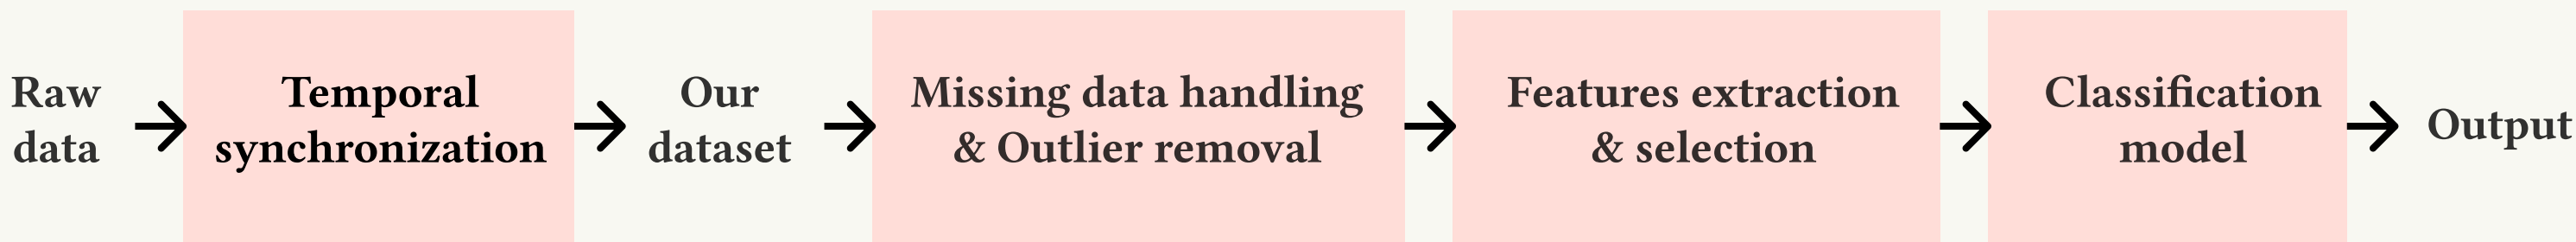 Raw
data
Temporal
synchronization
Our
dataset
Missing data handling
& Outlier removal
Features extraction
& selection
Classification
model
Output